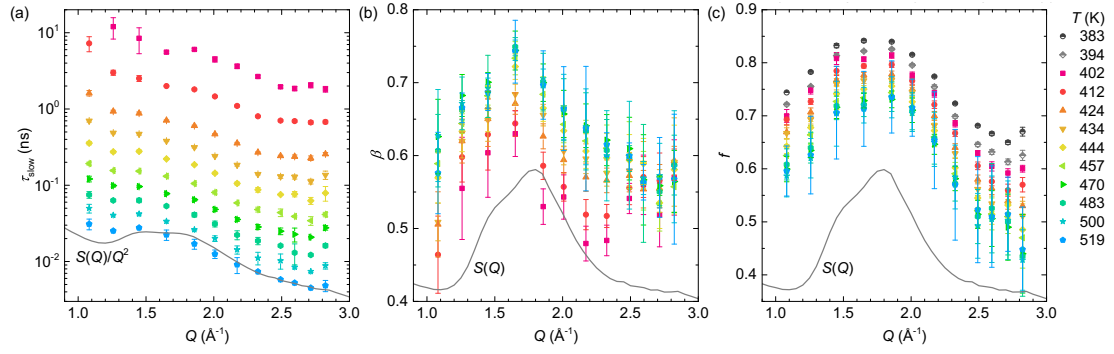 (a)
10¹
10⁰
10⁻¹
10⁻²
τslow (ns)
S(Q)/Q²
1.0 1.5 2.0 2.5 3.0
Q (Å⁻¹)
(b)
0.8
0.7
0.6
0.5
0.4
β
S(Q)
1.0 1.5 2.0 2.5 3.0
Q (Å⁻¹)
(c)
0.9
0.8
0.7
0.6
0.5
0.4
f
S(Q)
1.0 1.5 2.0 2.5 3.0
Q (Å⁻¹)
T (K)
383
394
402
412
424
434
444
457
470
483
500
519